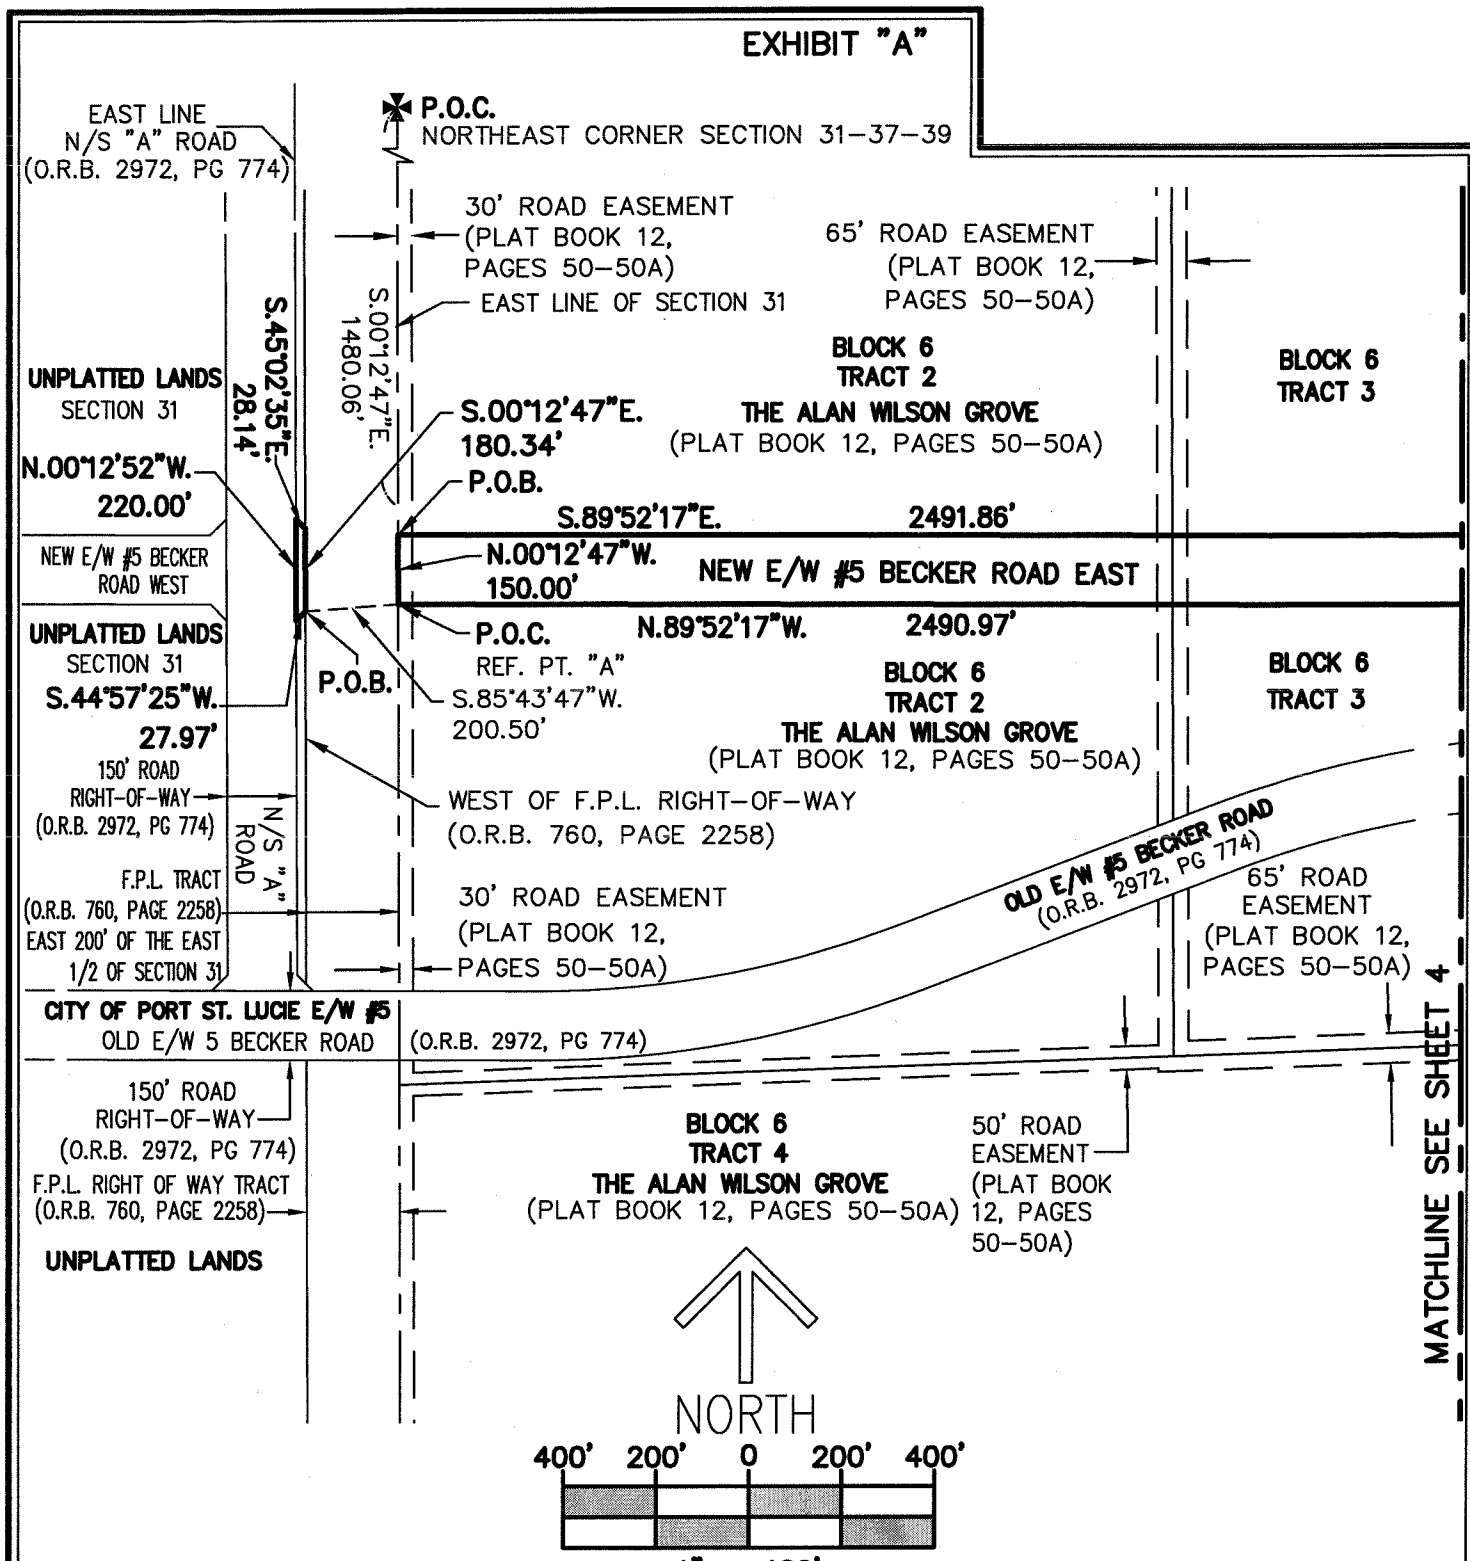 EXHIBIT "A"
EAST LINE
N/S "A" ROAD
(O.R.B. 2972, PG 774)
P.O.C.
NORTHEAST CORNER SECTION 31-37-39
30' ROAD EASEMENT
(PLAT BOOK 12,
PAGES 50-50A)
65' ROAD EASEMENT
(PLAT BOOK 12,
PAGES 50-50A)
EAST LINE OF SECTION 31
S.00°12'47"E.
1480.06'
S.45°02'35"E.
28.14'
BLOCK 6
TRACT 2
THE ALAN WILSON GROVE
(PLAT BOOK 12, PAGES 50-50A)
BLOCK 6
TRACT 3
UNPLATTED LANDS
SECTION 31
N.00°12'52"W.
220.00'
S.00°12'47"E.
180.34'
P.O.B.
S.89°52'17"E. 2491.86'
NEW E/W #5 BECKER
ROAD WEST
N.00°12'47"W.
150.00'
NEW E/W #5 BECKER ROAD EAST
N.89°52'17"W. 2490.97'
UNPLATTED LANDS
SECTION 31
S.44°57'25"W.
27.97'
P.O.B.
P.O.C.
REF. PT. "A"
S.85°43'47"W.
200.50'
BLOCK 6
TRACT 2
THE ALAN WILSON GROVE
(PLAT BOOK 12, PAGES 50-50A)
BLOCK 6
TRACT 3
150' ROAD
RIGHT-OF-WAY
(O.R.B. 2972, PG 774)
N/S "A"
ROAD
WEST OF F.P.L. RIGHT-OF-WAY
(O.R.B. 760, PAGE 2258)
OLD E/W #5 BECKER ROAD
(O.R.B. 2972, PG 774)
F.P.L. TRACT
(O.R.B. 760, PAGE 2258)
EAST 200' OF THE EAST
1/2 OF SECTION 31
30' ROAD EASEMENT
(PLAT BOOK 12,
PAGES 50-50A)
65' ROAD
EASEMENT
(PLAT BOOK 12,
PAGES 50-50A)
CITY OF PORT ST. LUCIE E/W #5
OLD E/W 5 BECKER ROAD (O.R.B. 2972, PG 774)
150' ROAD
RIGHT-OF-WAY
(O.R.B. 2972, PG 774)
F.P.L. RIGHT OF WAY TRACT
(O.R.B. 760, PAGE 2258)
UNPLATTED LANDS
BLOCK 6
TRACT 4
THE ALAN WILSON GROVE
(PLAT BOOK 12, PAGES 50-50A)
50' ROAD
EASEMENT
(PLAT BOOK
12, PAGES
50-50A)
MATCHLINE SEE SHEET 4
NORTH
400' 200' 0 200' 400'